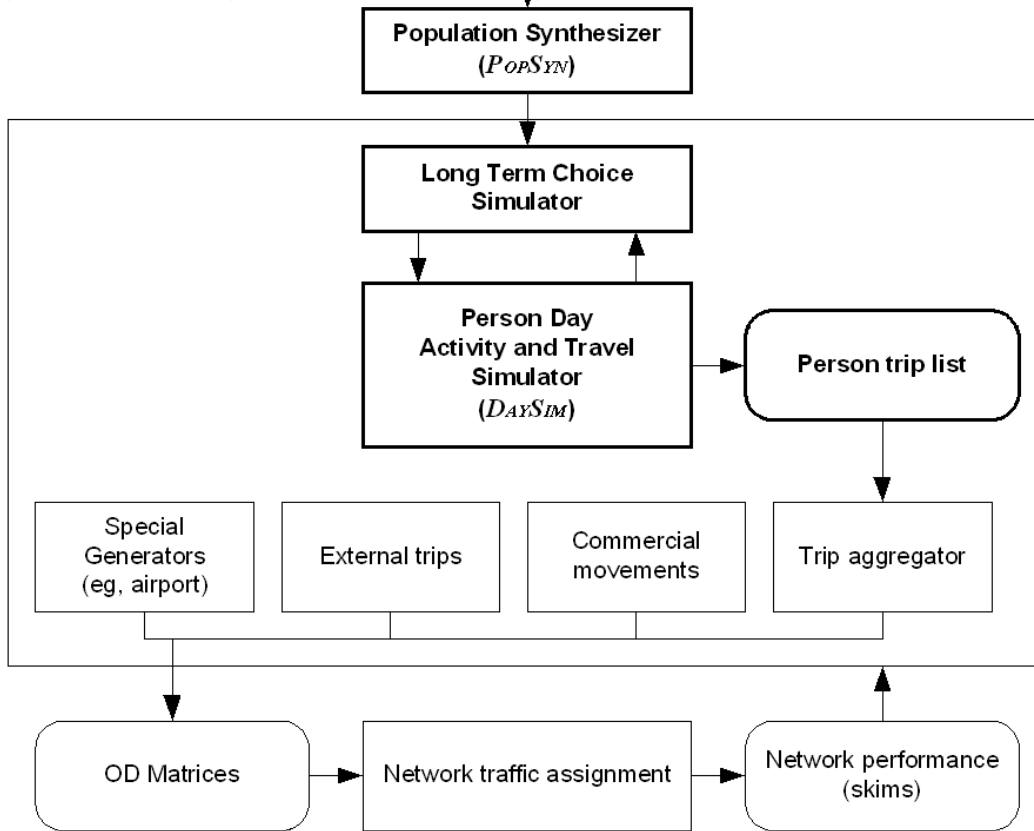 Population Synthesizer
(POPSYN)
Long Term Choice
Simulator
Person Day
Activity and Travel
Simulator
(DAYSIM)
Person trip list
Special
Generators
(eg, airport)
External trips
Commercial
movements
Trip aggregator
OD Matrices
Network traffic assignment
Network performance
(skims)